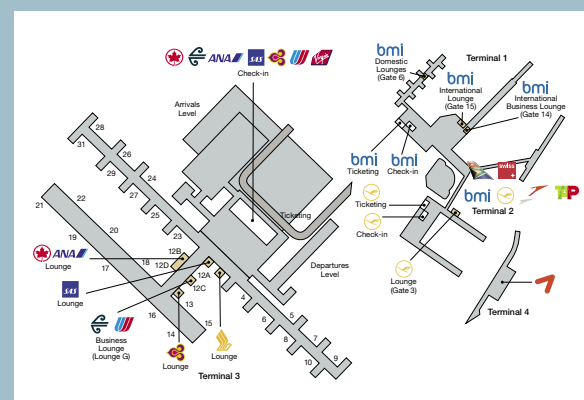 ANA
SAS
Virgin
Check-in
Arrivals
Level
Ticketing
Departures
Level
31
28
29
26
27
24
25
23
21
22
19
20
17
18
16
15
14
13
12B
12D
12A
12C
4
5
6
7
8
9
10
ANA
Lounge
SAS
Lounge
Business
Lounge
(Lounge G)
Lounge
Lounge
Terminal 3
bmi
Domestic
Lounges
(Gate 6)
Terminal 1
bmi
International
Lounge
(Gate 15)
bmi
International
Business Lounge
(Gate 14)
bmi
Ticketing
bmi
Check-in
swiss
bmi
TAP
Terminal 2
Ticketing
Check-in
Lounge
(Gate 3)
Terminal 4